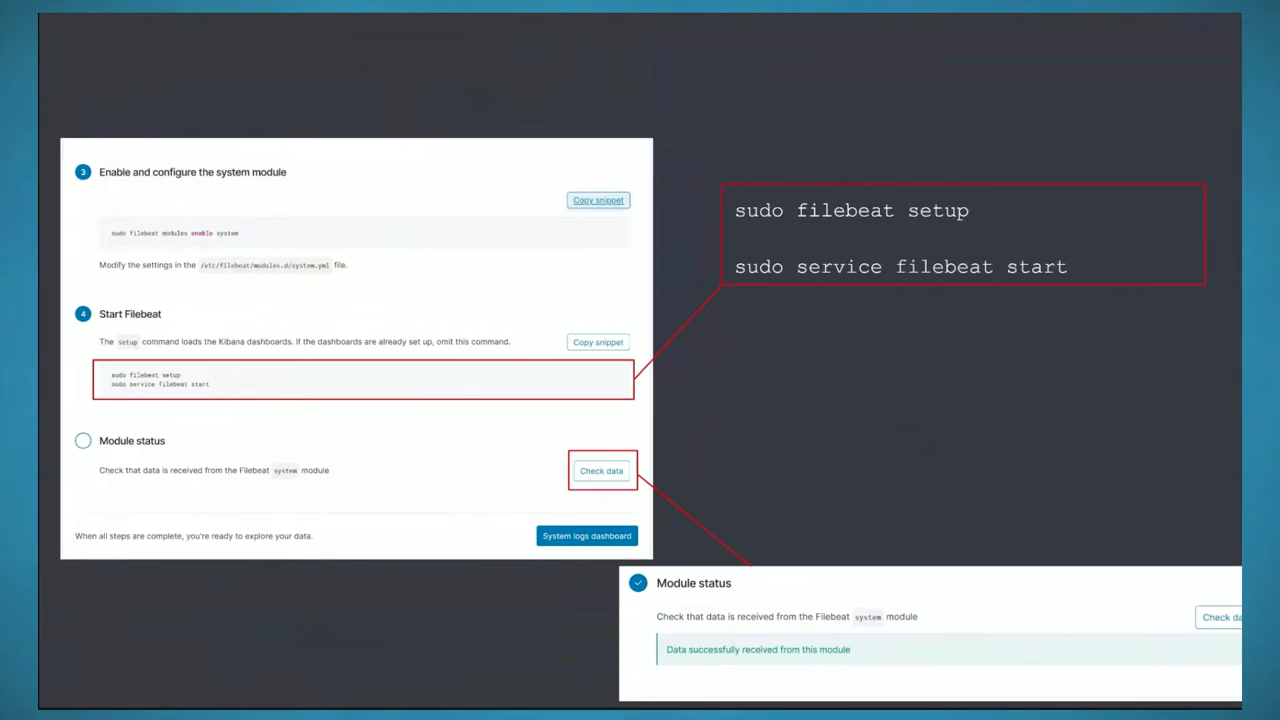 3 Enable and configure the system module
Copy snippet
sudo filebeat modules enable system
Modify the settings in the /etc/filebeat/modules.d/system.yml file.
4 Start Filebeat
The setup command loads the Kibana dashboards. If the dashboards are already set up, omit this command.
Copy snippet
sudo filebeat setup
sudo service filebeat start
Module status
Check that data is received from the Filebeat system module
Check data
When all steps are complete, you're ready to explore your data.
System logs dashboard
sudo filebeat setup
sudo service filebeat start
Module status
Check that data is received from the Filebeat system module
Check da
Data successfully received from this module